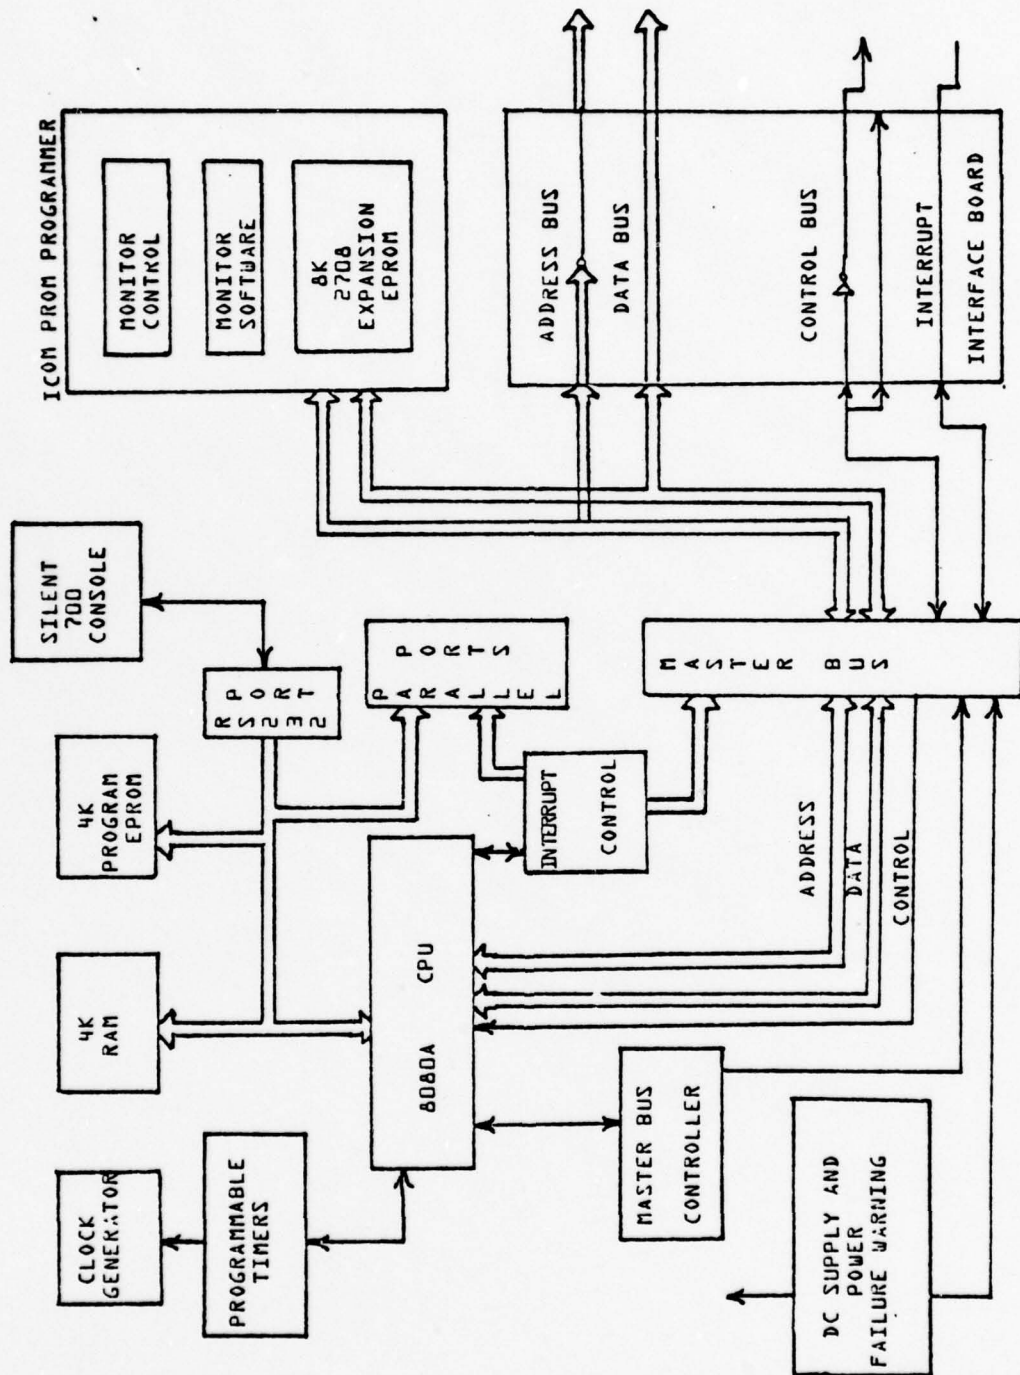 ICOM PROM PROGRAMMER
MONITOR
CONTROL
MONITOR
SOFTWARE
8K
2708
EXPANSION
EPROM
SILENT
700
CONSOLE
4K
PROGRAM
EPROM
4K
RAM
CLOCK
GENERATOR
RS232
PORT
PARALLEL
PORTS
PROGRAMMABLE
TIMERS
8080A CPU
INTERRUPT
CONTROL
MASTER
BUS
MASTER BUS
CONTROLLER
ADDRESS
DATA
CONTROL
DC SUPPLY AND
POWER
FAILURE WARNING
ADDRESS BUS
DATA BUS
CONTROL BUS
INTERRUPT
INTERFACE BOARD